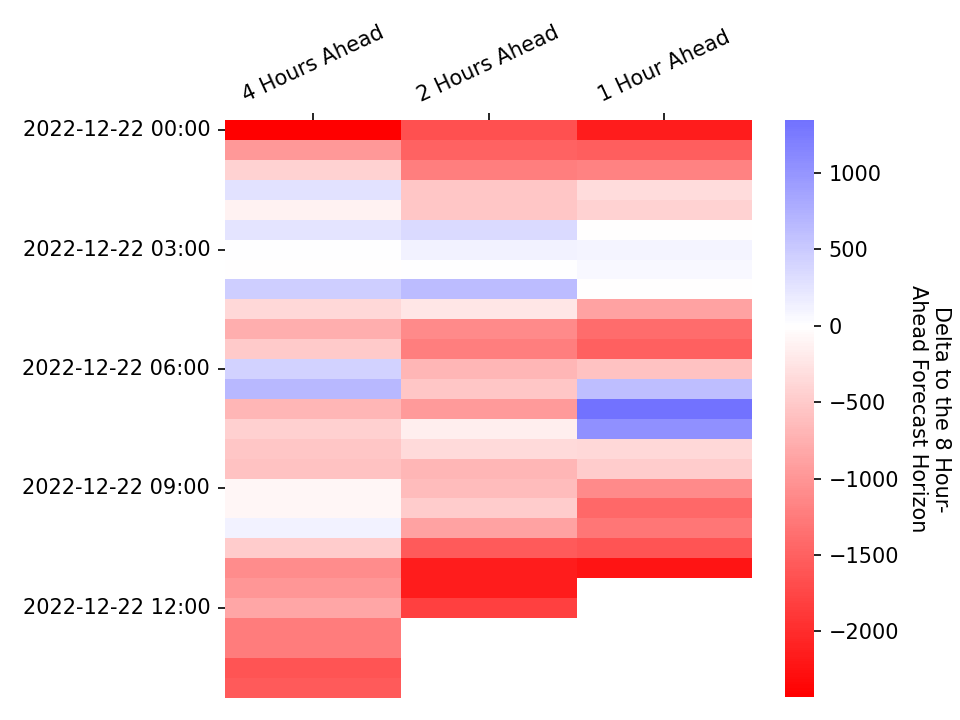 4 Hours Ahead
2 Hours Ahead
1 Hour Ahead
2022-12-22 00:00
2022-12-22 03:00
2022-12-22 06:00
2022-12-22 09:00
2022-12-22 12:00
1000
500
0
−500
−1000
−1500
−2000
Delta to the 8 Hour-
Ahead Forecast Horizon